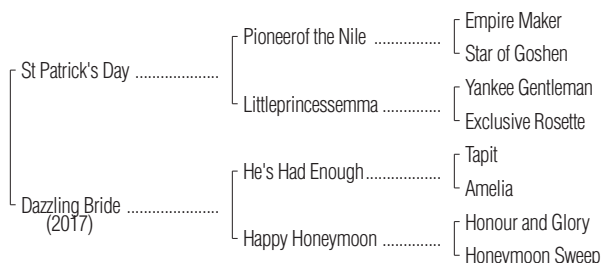 Empire Maker
Pioneerof the Nile ................
Star of Goshen
St Patrick's Day ....................
Yankee Gentleman
Littleprincessemma ..............
Exclusive Rosette
Tapit
He's Had Enough..................
Amelia
Dazzling Bride ......................
(2017)
Honour and Glory
Happy Honeymoon ..............
Honeymoon Sweep